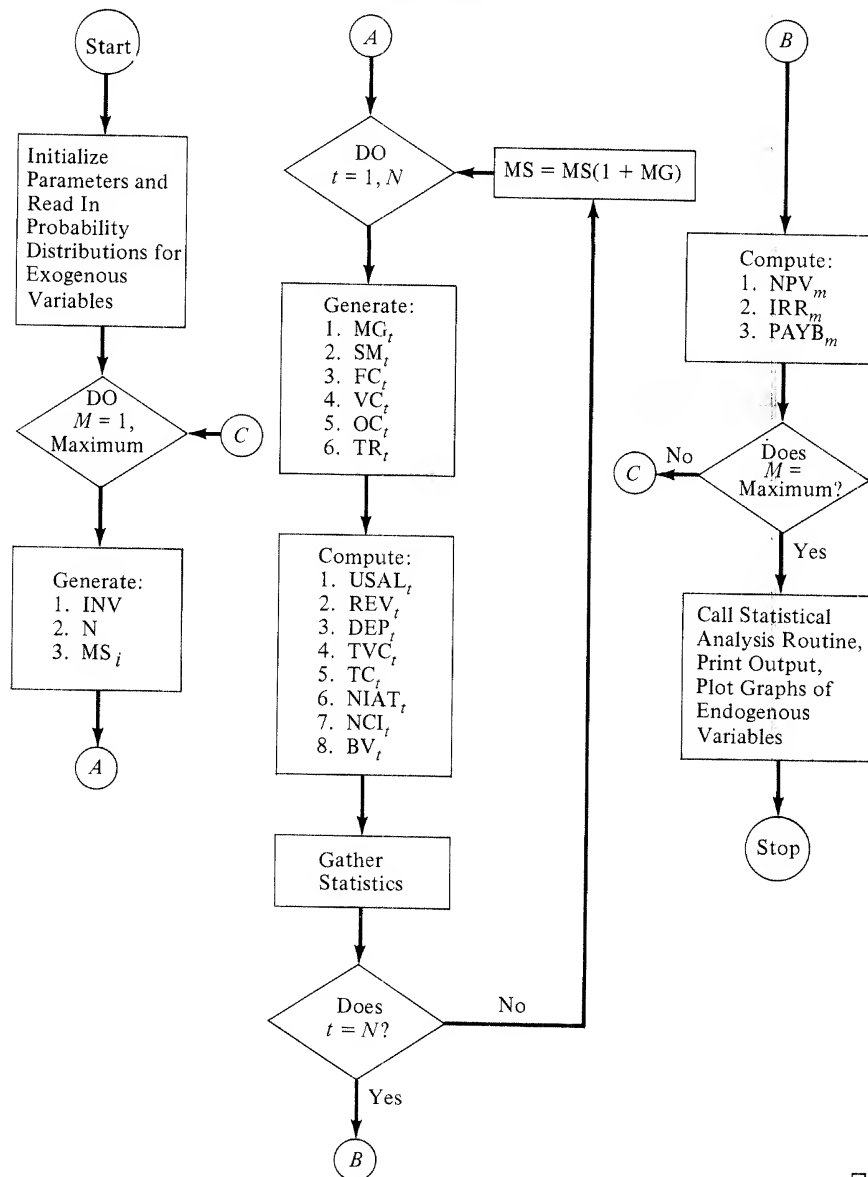 Start
Initialize
Parameters and
Read In
Probability
Distributions for
Exogenous
Variables
DO
M = 1,
Maximum
C
Generate:
1. INV
2. N
3. MS_i
A
A
DO
t = 1, N
MS = MS(1 + MG)
Generate:
1. MG_t
2. SM_t
3. FC_t
4. VC_t
5. OC_t
6. TR_t
Compute:
1. USAL_t
2. REV_t
3. DEP_t
4. TVC_t
5. TC_t
6. NIAT_t
7. NCI_t
8. BV_t
Gather
Statistics
Does
t = N?
No
Yes
B
B
Compute:
1. NPV_m
2. IRR_m
3. PAYB_m
Does
M =
Maximum?
No
C
Yes
Call Statistical
Analysis Routine,
Print Output,
Plot Graphs of
Endogenous
Variables
Stop